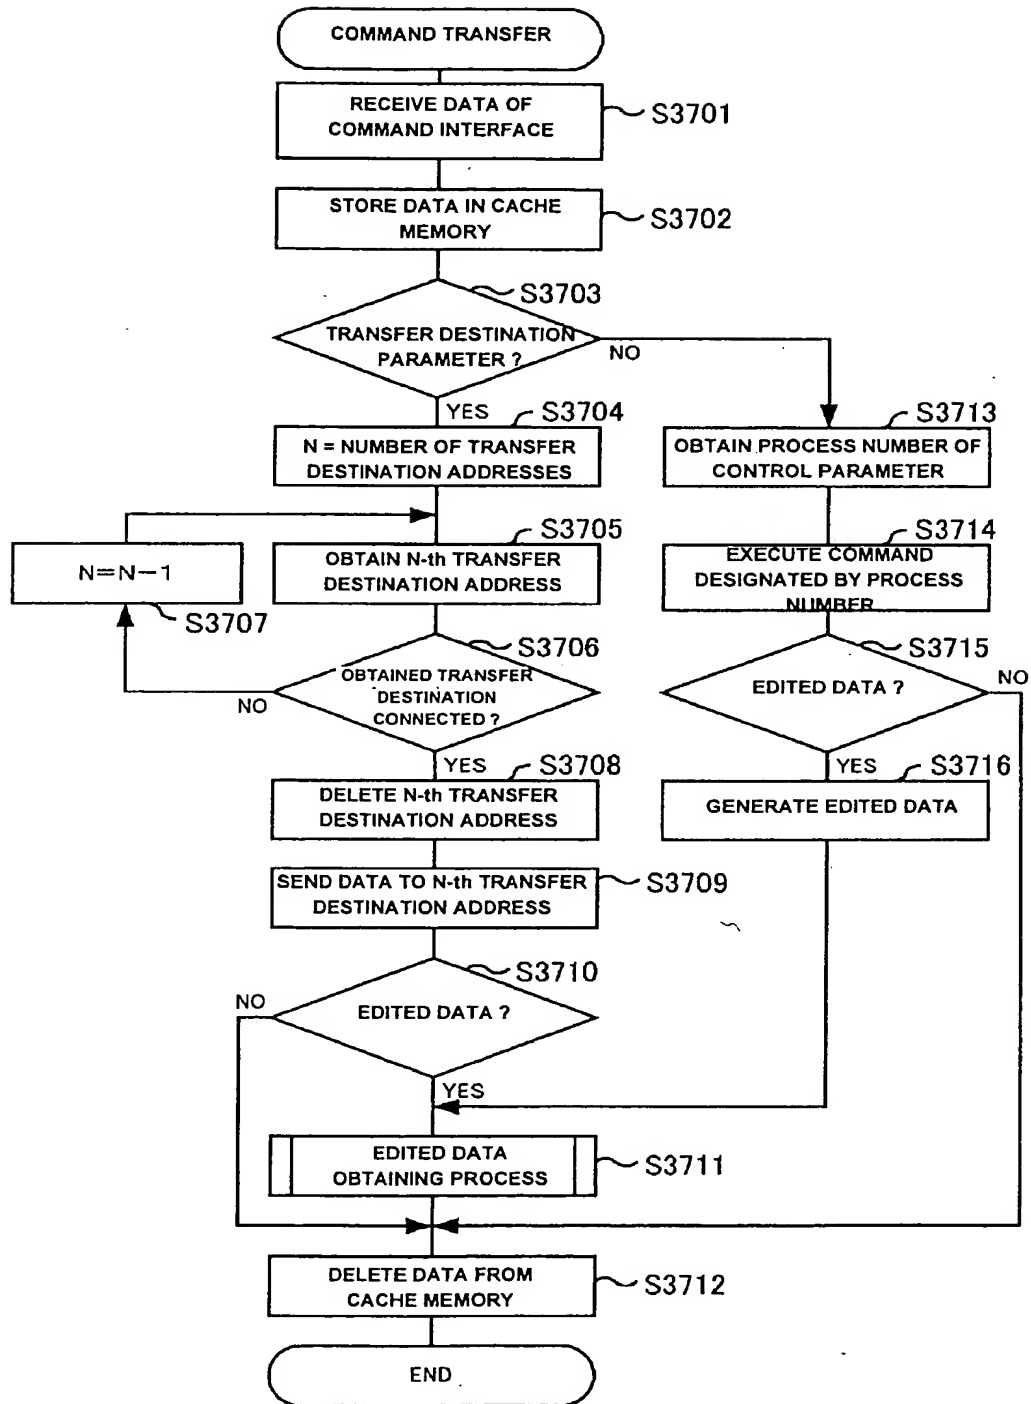 COMMAND TRANSFER
RECEIVE DATA OF
COMMAND INTERFACE
S3701
STORE DATA IN CACHE
MEMORY
S3702
S3703
TRANSFER DESTINATION
PARAMETER ?
NO
YES
S3704
N = NUMBER OF TRANSFER
DESTINATION ADDRESSES
S3713
OBTAIN PROCESS NUMBER OF
CONTROL PARAMETER
S3705
OBTAIN N-th TRANSFER
DESTINATION ADDRESS
N=N-1
S3707
S3714
EXECUTE COMMAND
DESIGNATED BY PROCESS
NUMBER
S3706
OBTAINED TRANSFER
DESTINATION
CONNECTED ?
NO
YES
S3715
EDITED DATA ?
NO
YES
S3708
DELETE N-th TRANSFER
DESTINATION ADDRESS
S3716
GENERATE EDITED DATA
SEND DATA TO N-th TRANSFER
DESTINATION ADDRESS
S3709
S3710
EDITED DATA ?
NO
YES
EDITED DATA
OBTAINING PROCESS
S3711
DELETE DATA FROM
CACHE MEMORY
S3712
END